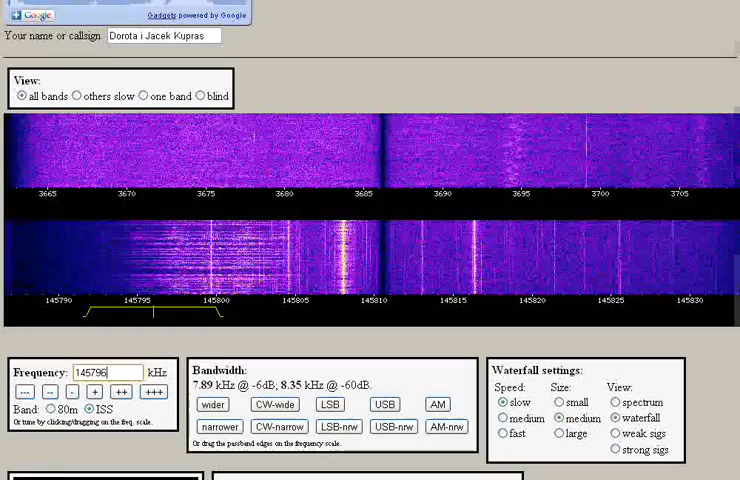 Google
Gadgets powered by Google
Your name or callsign Dorota i Jacek Kupras
View:
all bands others slow one band blind
3665 3670 3675 3680 3685 3690 3695 3700 3705
145790 145795 145800 145805 145810 145815 145820 145825 145830
Frequency: 145796 kHz
--- -- - + ++ +++
Band: 80m ISS
Or tune by clicking/dragging on the freq. scale.
Bandwidth:
7.89 kHz @ -6dB; 8.35 kHz @ -60dB.
wider CW-wide LSB USB AM
narrower CW-narrow LSB-nrw USB-nrw AM-nrw
Or drag the passband edges on the frequency scale.
Waterfall settings:
Speed: Size: View:
slow small spectrum
medium medium waterfall
fast large weak sigs
strong sigs